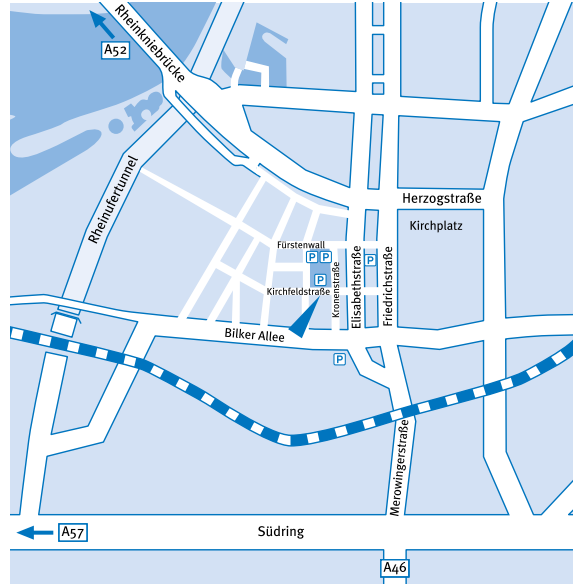 A52
Rheinkniebrücke
.m
Rheinufertunnel
Herzogstraße
Kirchplatz
Fürstenwall
P P
P
P
Kirchfeldstraße
Kronenstraße
Elisabethstraße
Friedrichstraße
Bilker Allee
P
Merowingerstraße
A57
Südring
A46